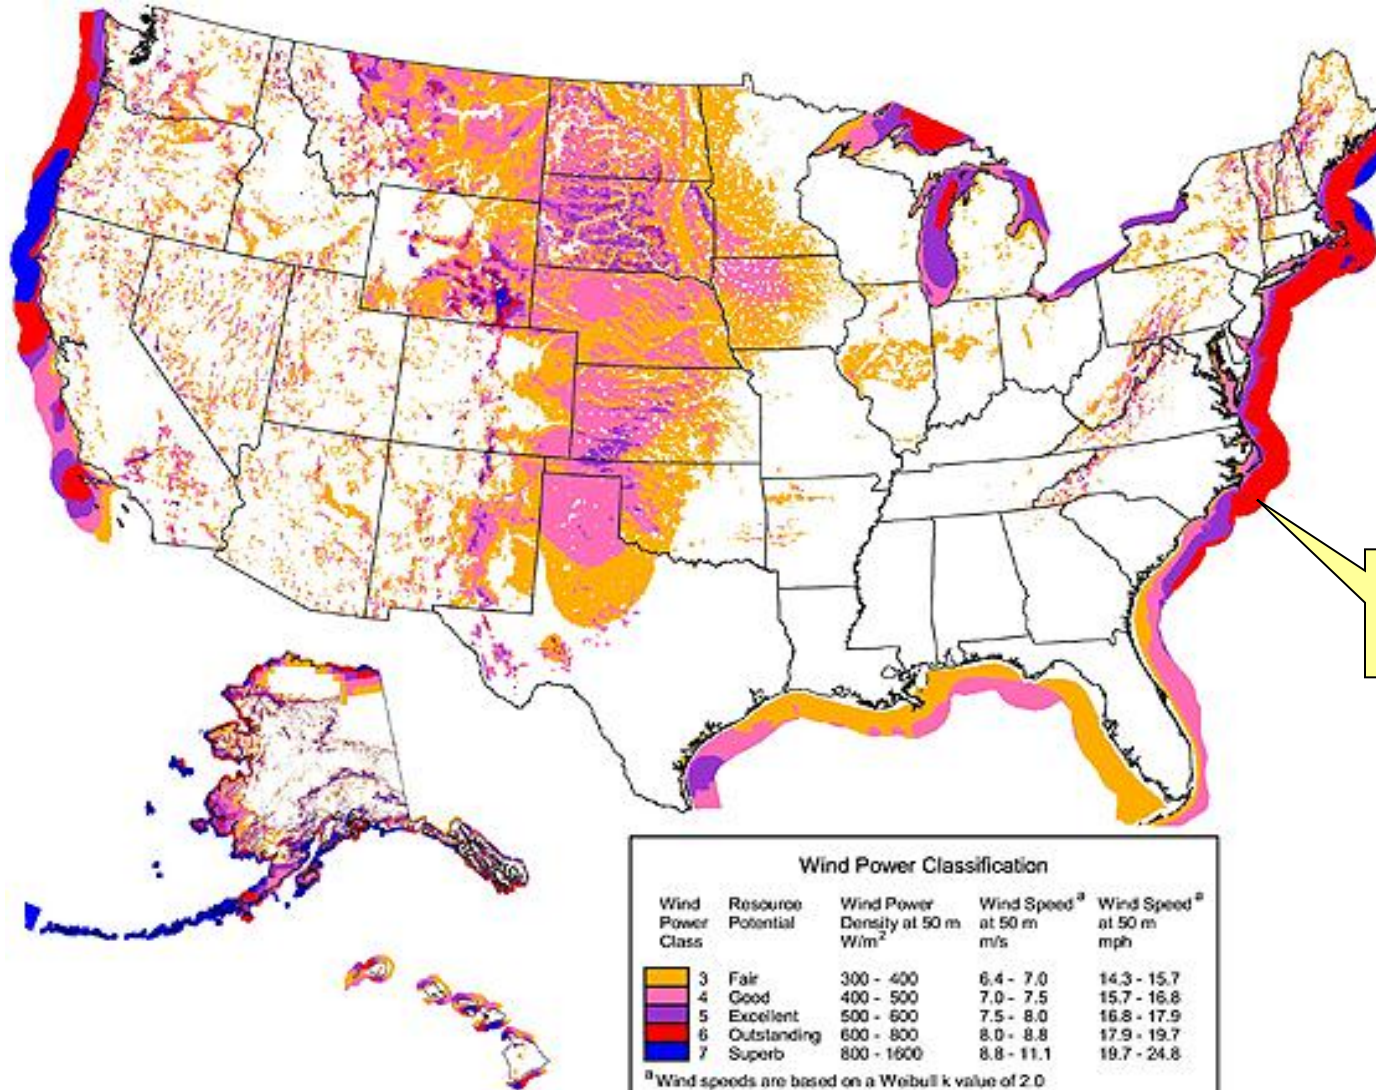 Wind Power Classification
Wind Power Class Resource Potential Wind Power Density at 50 m W/m² Wind Speed ᵃ at 50 m m/s Wind Speed ᵃ at 50 m mph
3 Fair 300 - 400 6.4 - 7.0 14.3 - 15.7
4 Good 400 - 500 7.0 - 7.5 15.7 - 16.8
5 Excellent 500 - 600 7.5 - 8.0 16.8 - 17.9
6 Outstanding 600 - 800 8.0 - 8.8 17.9 - 19.7
7 Superb 800 - 1600 8.8 - 11.1 19.7 - 24.8
ᵃ Wind speeds are based on a Weibull k value of 2.0